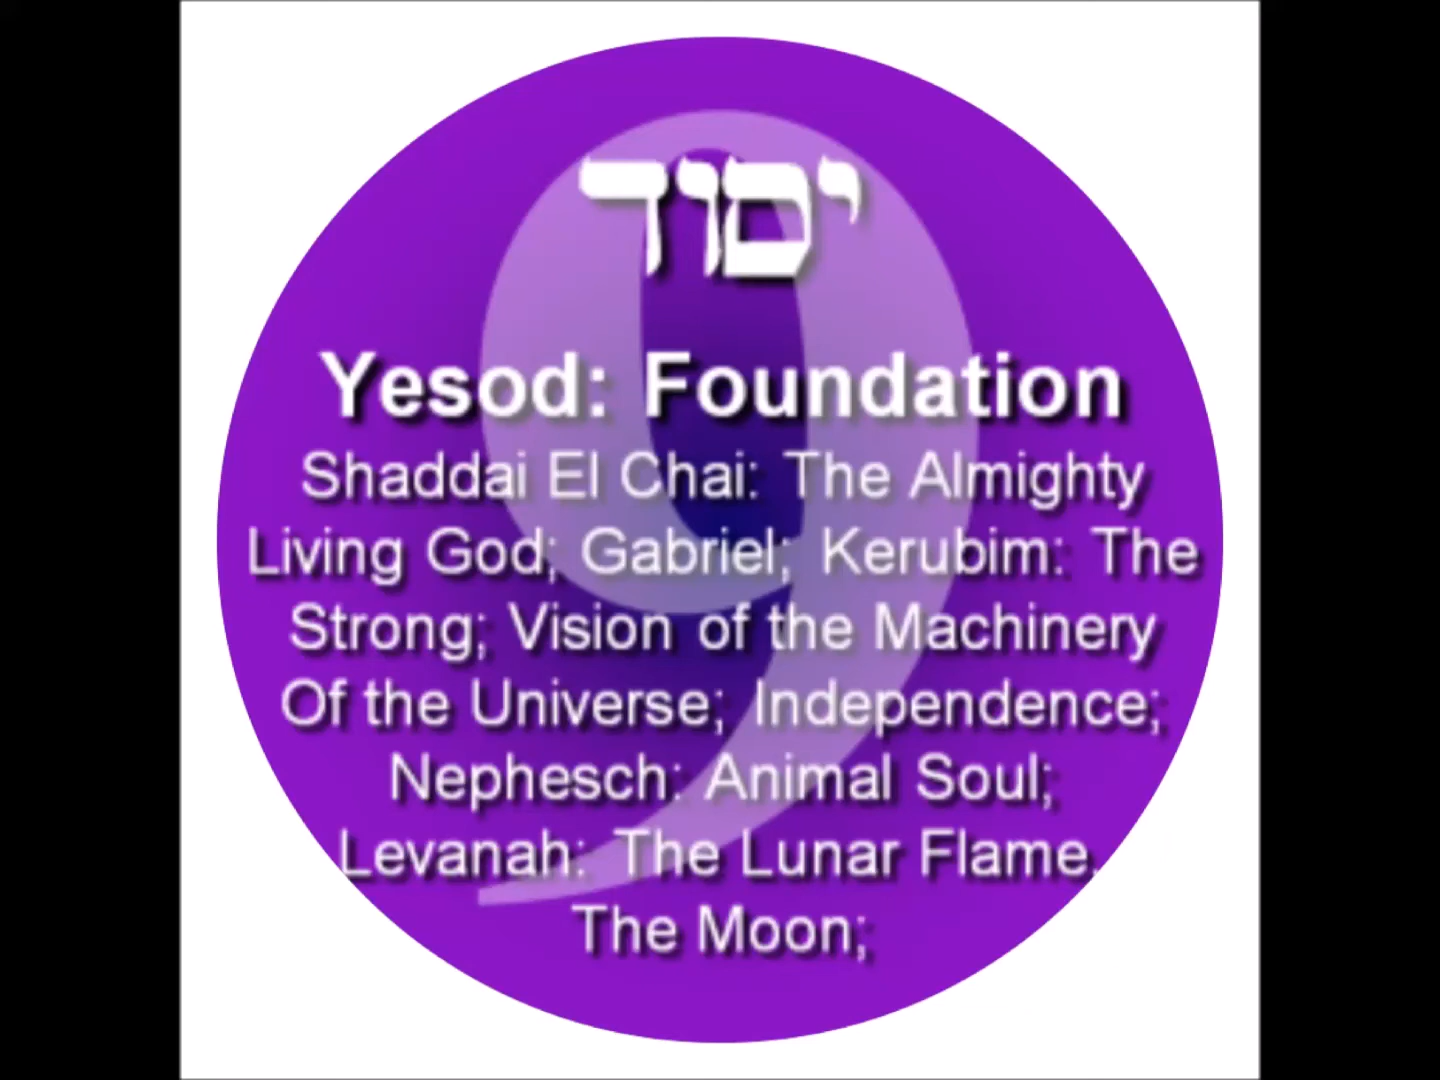 יסוד
Yesod: Foundation
Shaddai El Chai: The Almighty
Living God; Gabriel; Kerubim: The
Strong; Vision of the Machinery
Of the Universe; Independence;
Nephesch: Animal Soul;
Levanah: The Lunar Flame.
The Moon;
9